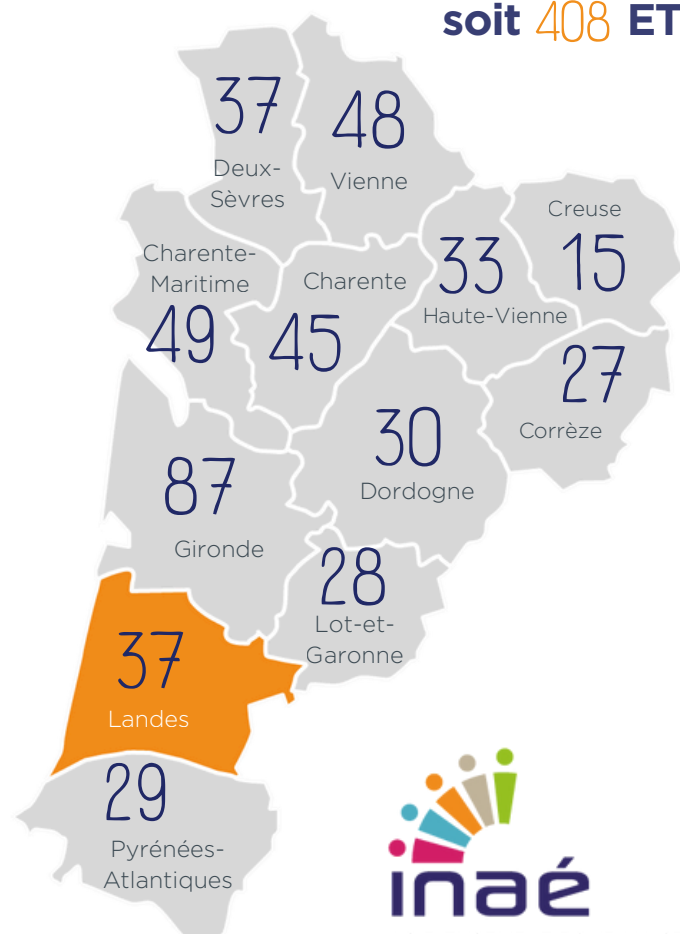 soit 408 ET
37
Deux-
Sèvres
48
Vienne
Creuse
15
Charente-
Maritime
49
Charente
45
33
Haute-Vienne
27
Corrèze
30
Dordogne
87
Gironde
28
Lot-et-
Garonne
37
Landes
29
Pyrénées-
Atlantiques
inaé